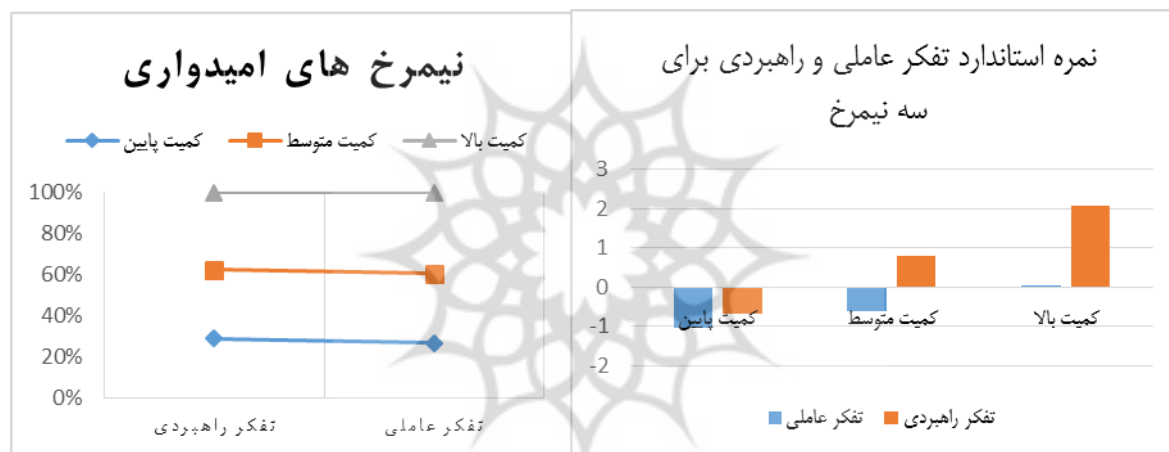 نیمرخ های امیدواری
کمیت پایین کمیت متوسط کمیت بالا
100%
80%
60%
40%
20%
0%
تفکر راهبردی تفکر عاملی
نمره استاندارد تفکر عاملی و راهبردی برای
سه نیمرخ
3
2
1
0
-1
-2
کمیت پایین کمیت متوسط کمیت بالا
تفکر عاملی تفکر راهبردی